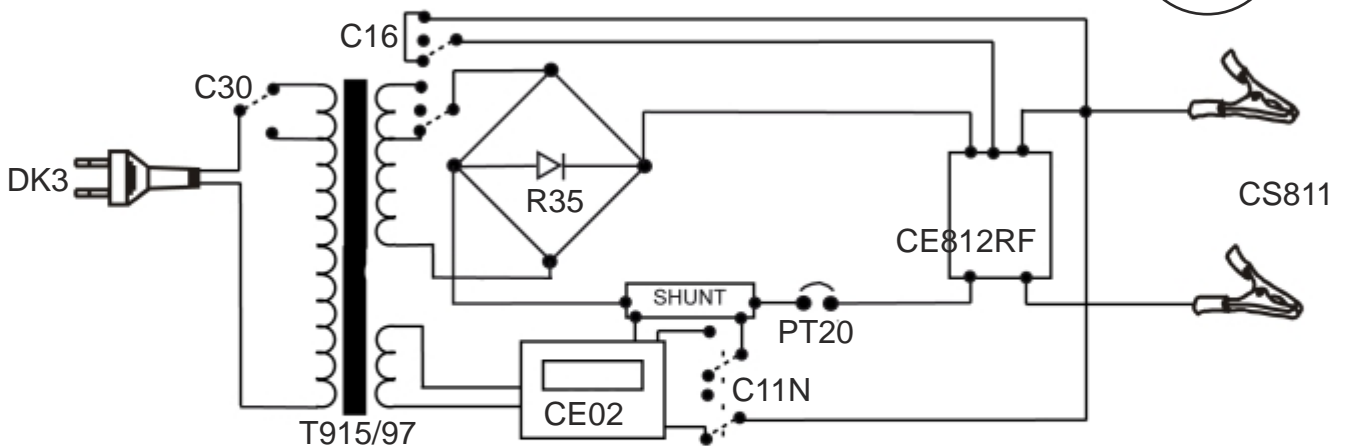 C16
C30
DK3
R35
CS811
CE812RF
SHUNT
PT20
C11N
CE02
T915/97